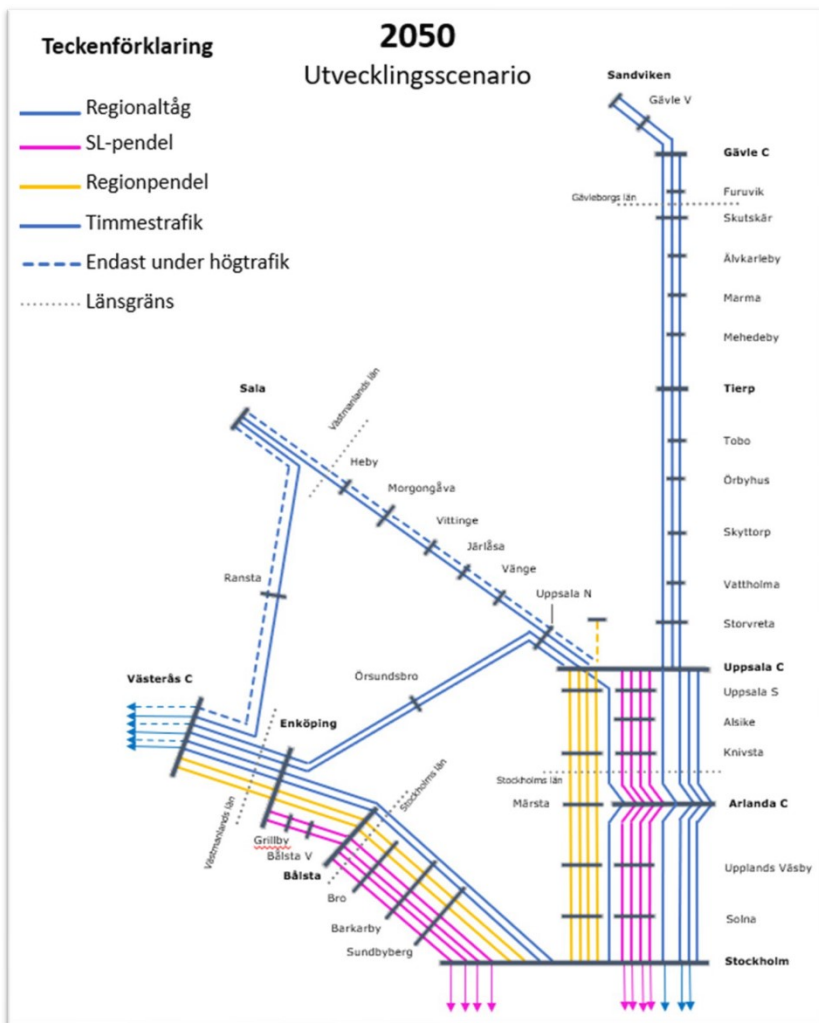 2050
Utvecklingsscenario
Teckenförklaring
Regionaltåg
SL-pendel
Regionpendel
Timmestrafik
Endast under högtrafik
Länsgräns
Sandviken
Gävle V
Gävle C
Furuvik
Gävleborgs län
Skutskär
Älvkarleby
Marma
Mehedeby
Tierp
Tobo
Örbyhus
Skyttorp
Vattholma
Storvreta
Sala
Västmanlands län
Heby
Morgongåva
Vittinge
Järlåsa
Vänge
Uppsala N
Ransta
Uppsala C
Örsundsbro
Västerås C
Enköping
Uppsala S
Alsike
Knivsta
Stockholms län
Märsta
Arlanda C
Stockholms län
Västmanlands län
Grillby
Bålsta V
Bålsta
Bro
Barkarby
Sundbyberg
Upplands Väsby
Solna
Stockholm